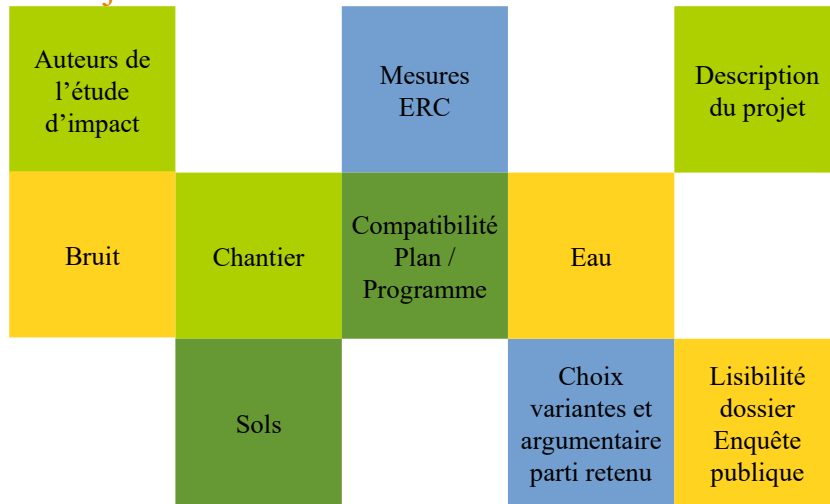 Auteurs de
l’étude
d’impact
Mesures
ERC
Description
du projet
Bruit
Chantier
Compatibilité
Plan /
Programme
Eau
Sols
Choix
variantes et
argumentaire
parti retenu
Lisibilité
dossier
Enquête
publique